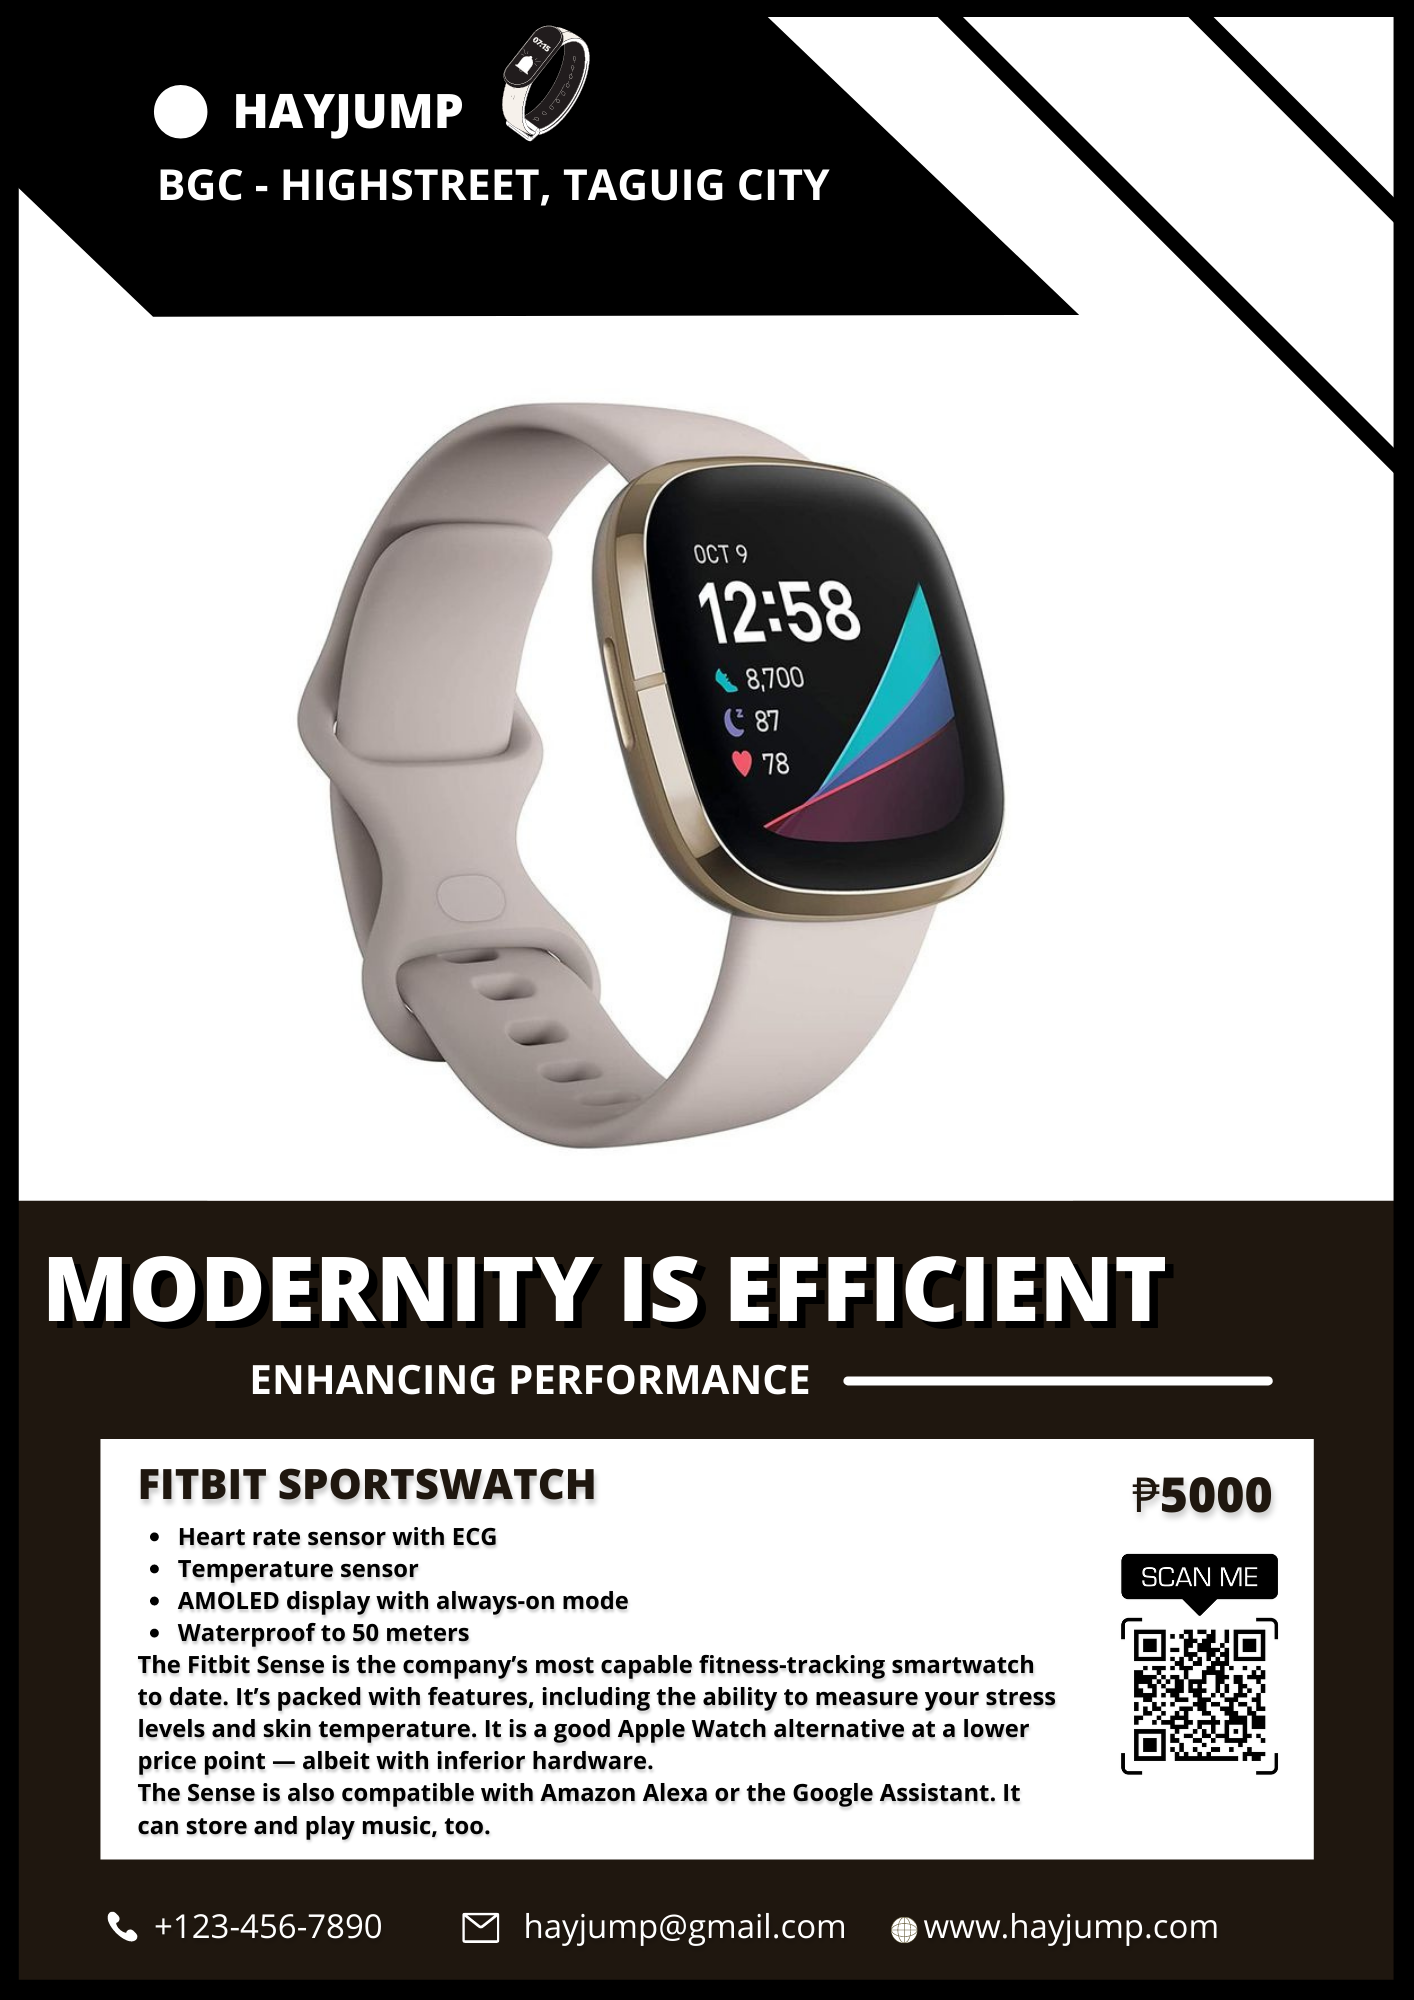 07:15
HAYJUMP
BGC - HIGHSTREET, TAGUIG CITY
OCT 9
12:58
8,700
87
78
MODERNITY IS EFFICIENT
ENHANCING PERFORMANCE
FITBIT SPORTSWATCH
₱5000
• Heart rate sensor with ECG
• Temperature sensor
• AMOLED display with always-on mode
• Waterproof to 50 meters
SCAN ME
The Fitbit Sense is the company’s most capable fitness-tracking smartwatch
to date. It’s packed with features, including the ability to measure your stress
levels and skin temperature. It is a good Apple Watch alternative at a lower
price point — albeit with inferior hardware.
The Sense is also compatible with Amazon Alexa or the Google Assistant. It
can store and play music, too.
+123-456-7890
hayjump@gmail.com
www.hayjump.com